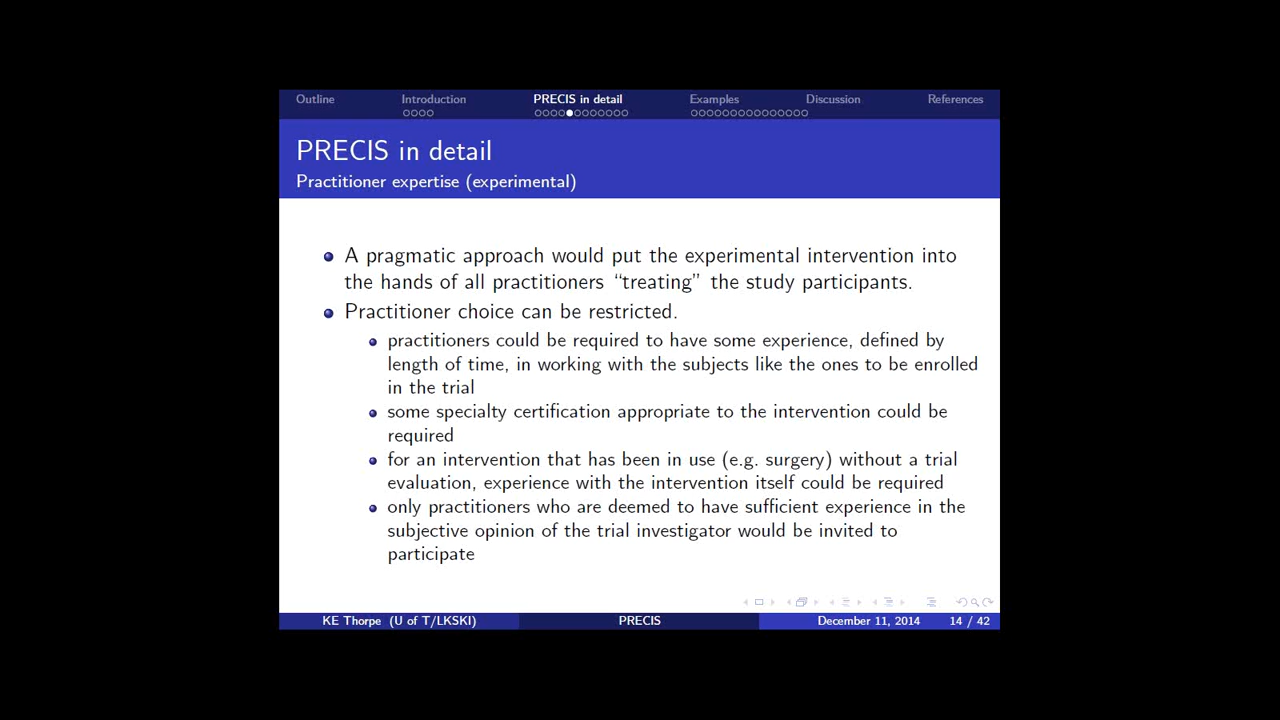 Outline Introduction PRECIS in detail Examples Discussion References
PRECIS in detail
Practitioner expertise (experimental)
A pragmatic approach would put the experimental intervention into
the hands of all practitioners “treating” the study participants.
Practitioner choice can be restricted.
practitioners could be required to have some experience, defined by
length of time, in working with the subjects like the ones to be enrolled
in the trial
some specialty certification appropriate to the intervention could be
required
for an intervention that has been in use (e.g. surgery) without a trial
evaluation, experience with the intervention itself could be required
only practitioners who are deemed to have sufficient experience in the
subjective opinion of the trial investigator would be invited to
participate
KE Thorpe (U of T/LKSKI) PRECIS December 11, 2014 14 / 42